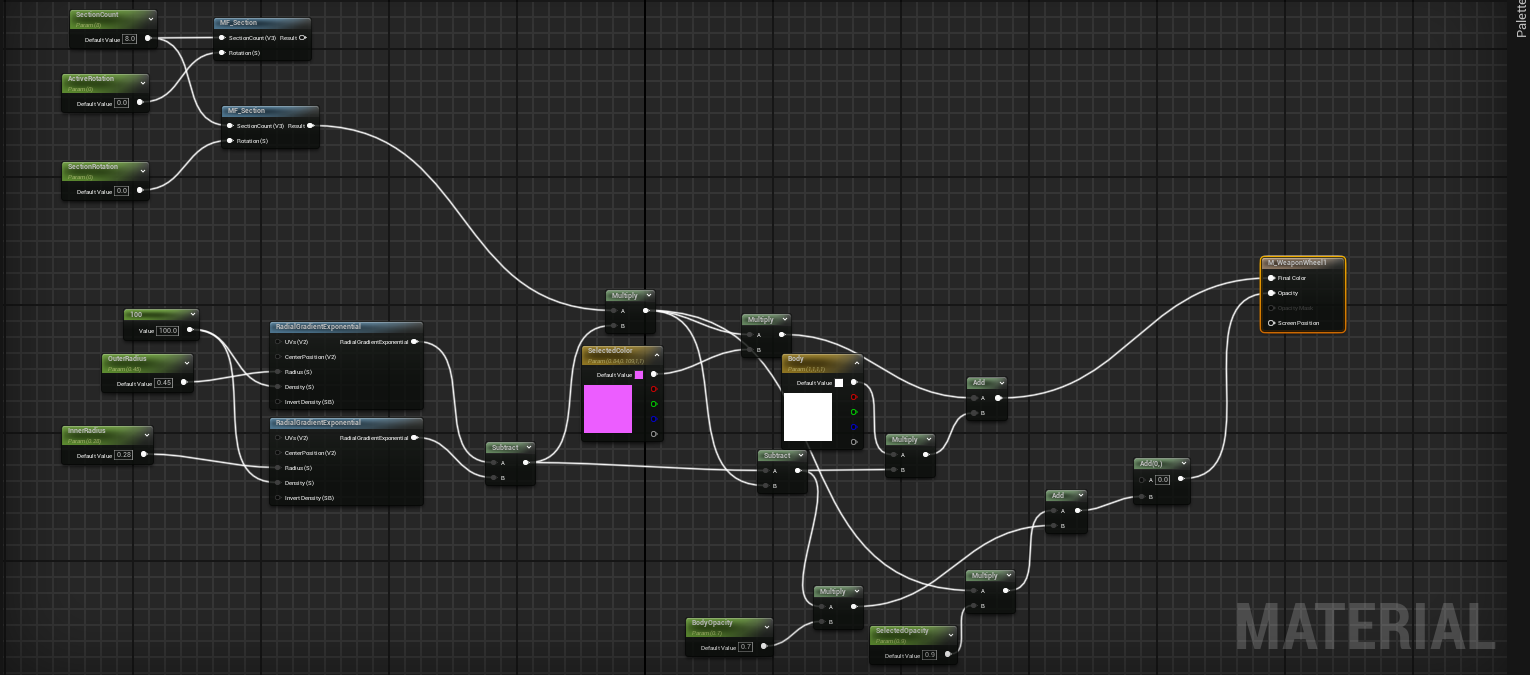 Palette
SectionCount
Param (8)
Default Value 8.0
MF_Section
SectionCount (V3) Result
Rotation (S)
ActiveRotation
Param (0)
Default Value 0.0
MF_Section
SectionCount (V3) Result
Rotation (S)
SectionRotation
Param (0)
Default Value 0.0
M_WeaponWheel1
Final Color
Opacity
Opacity Mask
Screen Position
100
Value 100.0
OuterRadius
Param (0.45)
Default Value 0.45
InnerRadius
Param (0.28)
Default Value 0.28
RadialGradientExponential
UVs (V2) RadialGradientExponential
CenterPosition (V2)
Radius (S)
Density (S)
Invert Density (SB)
RadialGradientExponential
UVs (V2) RadialGradientExponential
CenterPosition (V2)
Radius (S)
Density (S)
Invert Density (SB)
Subtract
A
B
Multiply
A
B
SelectedColor
Default Value
Multiply
A
B
Body
Param (1,1,1,1)
Default Value
Subtract
A
B
Multiply
A
B
Add
A
B
Add(0,)
A 0.0
B
Add
A
B
Multiply
A
B
Multiply
A
B
BodyOpacity
Param (0.7)
Default Value 0.7
SelectedOpacity
Param (0.9)
Default Value 0.9
MATERIAL